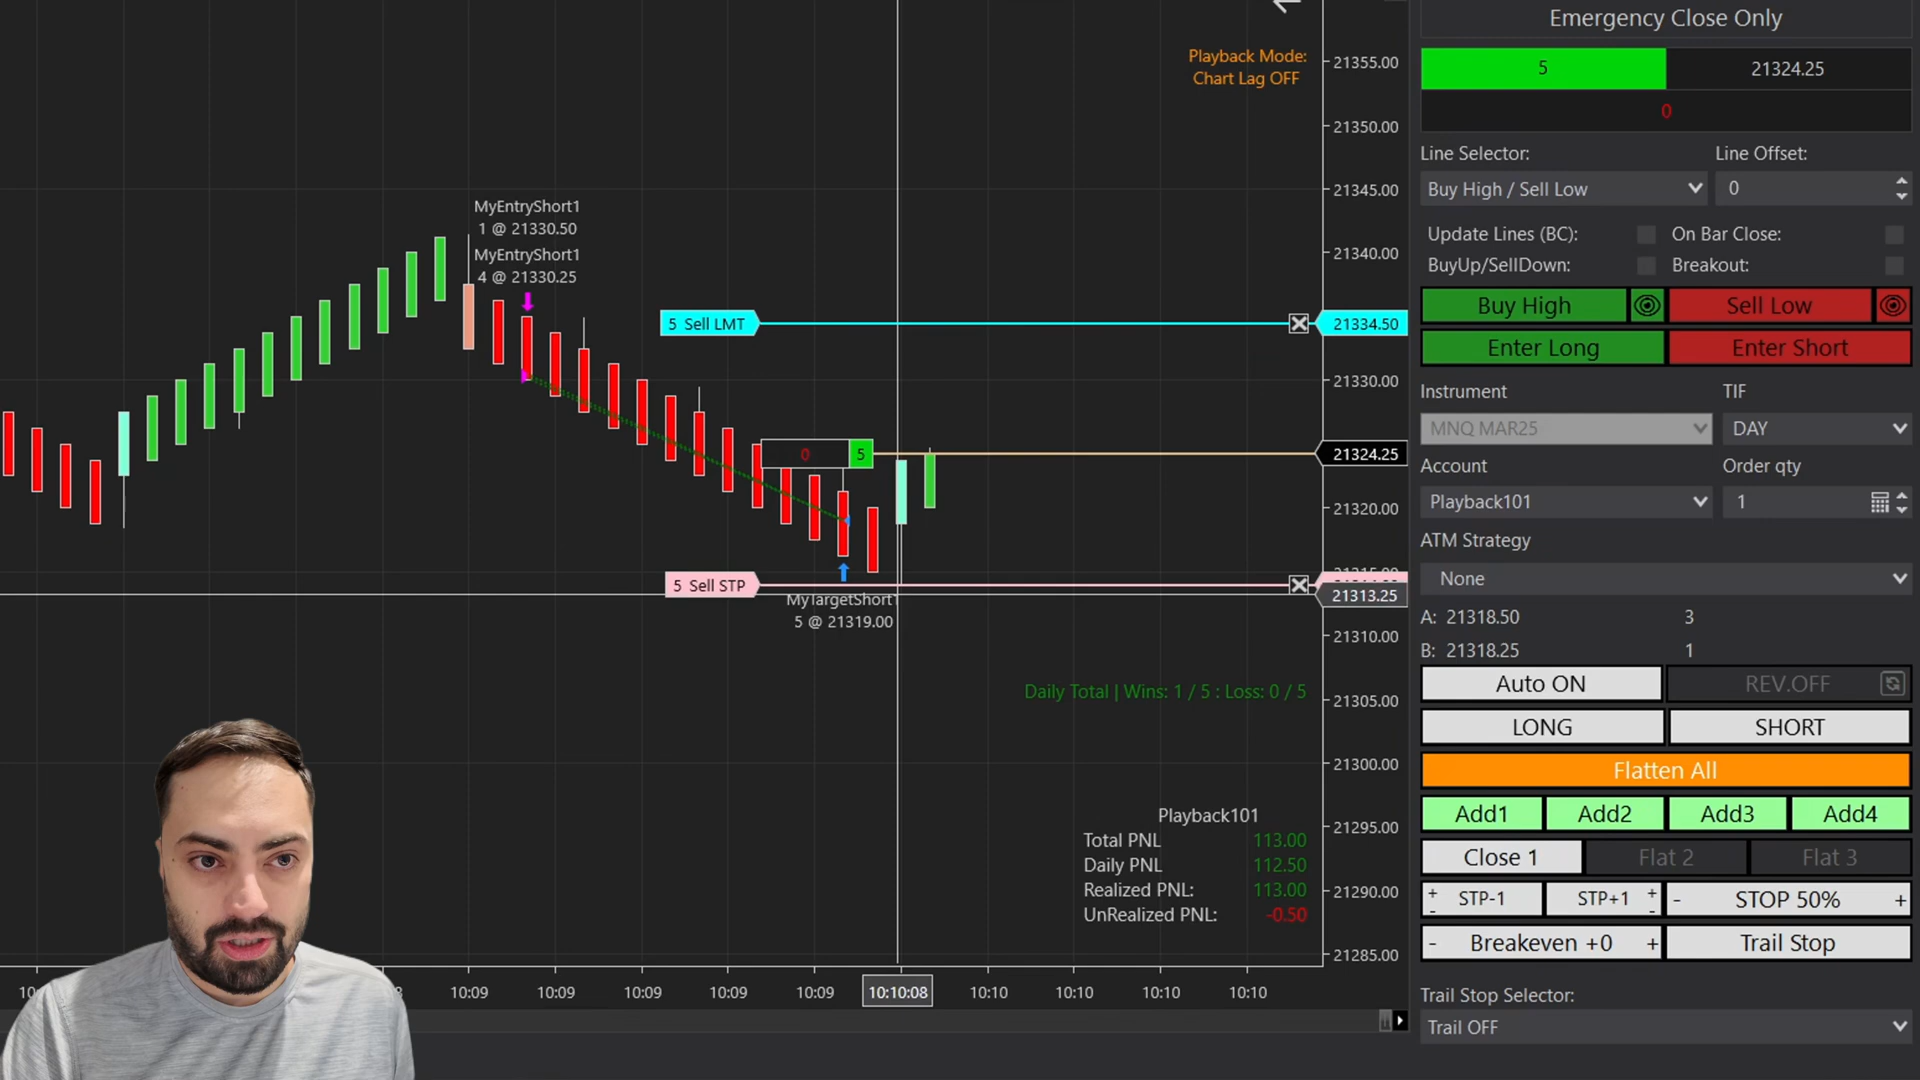 Emergency Close Only
5
21324.25
0
Playback Mode:
Chart Lag OFF
21355.00
21350.00
21345.00
21340.00
21334.50
21330.00
21324.25
21320.00
21313.25
21310.00
21305.00
21300.00
21295.00
21290.00
21285.00
MyEntryShort1
1 @ 21330.50
MyEntryShort1
4 @ 21330.25
5 Sell LMT
0
5
5 Sell STP
MyTargetShort1
5 @ 21319.00
Daily Total | Wins: 1 / 5 : Loss: 0 / 5
Playback101
Total PNL 113.00
Daily PNL 112.50
Realized PNL: 113.00
UnRealized PNL: -0.50
10:09
10:09
10:09
10:09
10:09
10:10:08
10:10
10:10
10:10
10:10
Line Selector: Line Offset:
Buy High / Sell Low 0
Update Lines (BC): On Bar Close:
BuyUp/SellDown: Breakout:
Buy High Sell Low
Enter Long Enter Short
Instrument TIF
MNQ MAR25 DAY
Account Order qty
Playback101 1
ATM Strategy
None
A: 21318.50 3
B: 21318.25 1
Auto ON REV.OFF
LONG SHORT
Flatten All
Add1 Add2 Add3 Add4
Close 1 Flat 2 Flat 3
+ - STP-1 STP+1 + - - STOP 50% +
- Breakeven +0 + Trail Stop
Trail Stop Selector:
Trail OFF